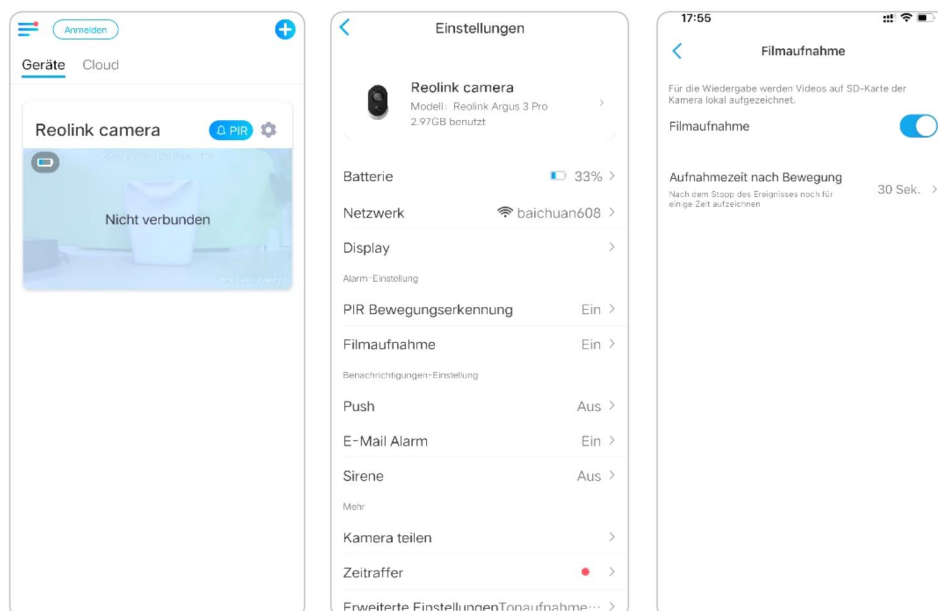 Anmelden
Geräte Cloud
Reolink camera
PIR
Nicht verbunden
Einstellungen
Reolink camera
Modell: Reolink Argus 3 Pro
2.97GB benutzt
Batterie 33%
Netzwerk baichuan608
Display
Alarm-Einstellung
PIR Bewegungserkennung Ein
Filmaufnahme Ein
Benachrichtigungen-Einstellung
Push Aus
E-Mail Alarm Ein
Sirene Aus
Mehr
Kamera teilen
Zeitraffer
Erweiterte EinstellungenTonaufnahme...
17:55
Filmaufnahme
Für die Wiedergabe werden Videos auf SD-Karte der
Kamera lokal aufgezeichnet.
Filmaufnahme
Aufnahmezeit nach Bewegung
Nach dem Stopp des Ereignisses noch für
einige Zeit aufzeichnen
30 Sek.